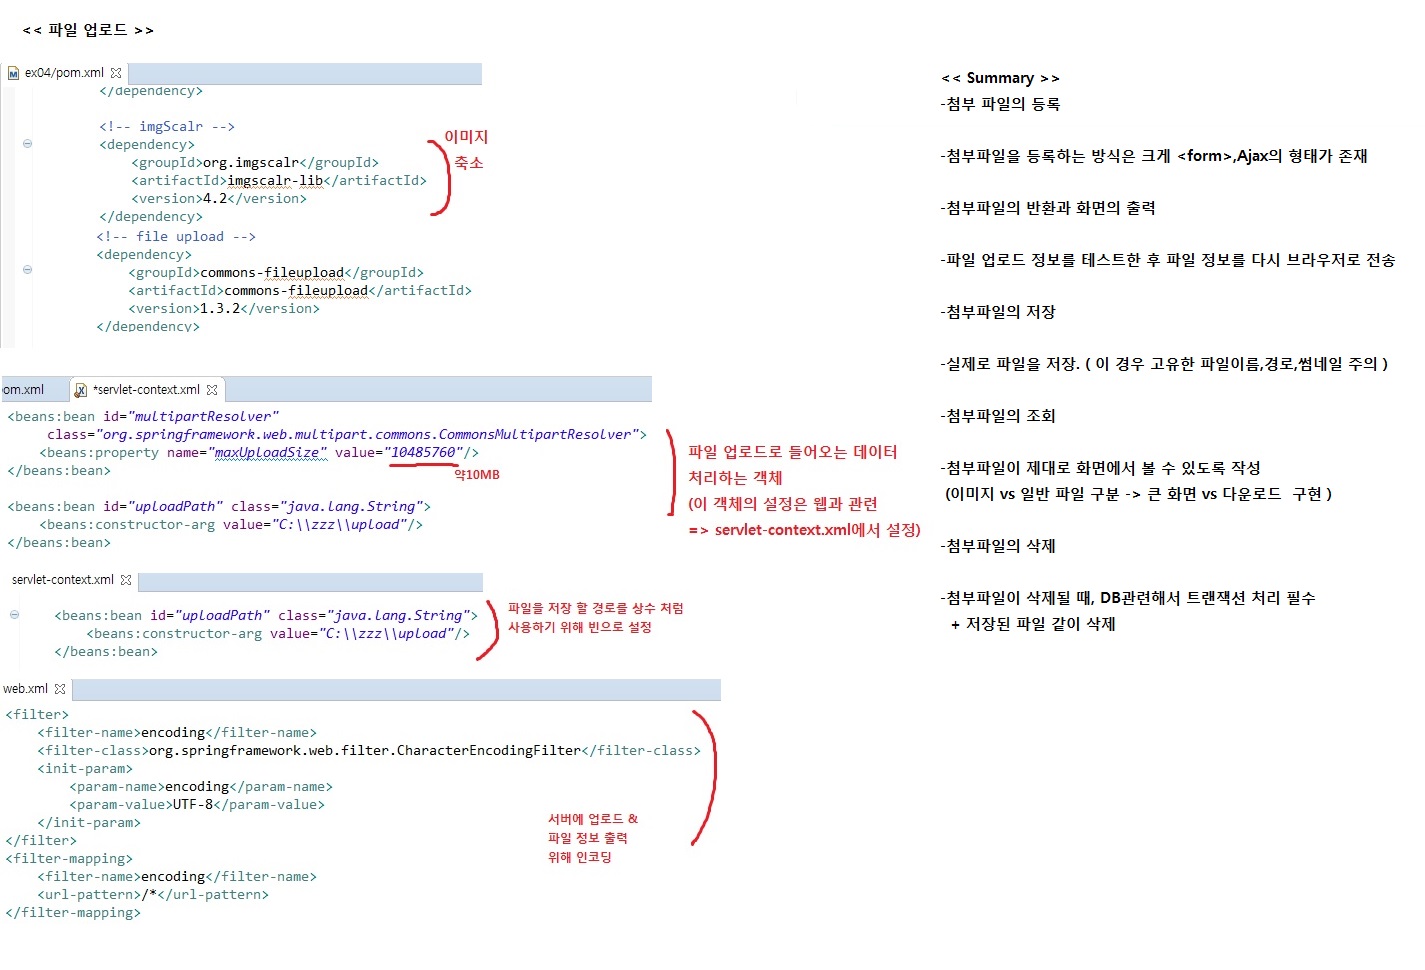 << 파일 업로드 >>
ex04/pom.xml
</dependency>
<!-- imgScalr -->
<dependency>
<groupId>org.imgscalr</groupId>
<artifactId>imgscalr-lib</artifactId>
<version>4.2</version>
</dependency>
이미지
축소
<!-- file upload -->
<dependency>
<groupId>commons-fileupload</groupId>
<artifactId>commons-fileupload</artifactId>
<version>1.3.2</version>
</dependency>
om.xml
*servlet-context.xml
<beans:bean id="multipartResolver"
class="org.springframework.web.multipart.commons.CommonsMultipartResolver">
<beans:property name="maxUploadSize" value="10485760"/>
</beans:bean>
약10MB
<beans:bean id="uploadPath" class="java.lang.String">
<beans:constructor-arg value="C:\\zzz\\upload"/>
</beans:bean>
파일 업로드로 들어오는 데이터
처리하는 객체
(이 객체의 설정은 웹과 관련
=> servlet-context.xml에서 설정)
servlet-context.xml
<beans:bean id="uploadPath" class="java.lang.String">
<beans:constructor-arg value="C:\\zzz\\upload"/>
</beans:bean>
파일을 저장 할 경로를 상수 처럼
사용하기 위해 빈으로 설정
web.xml
<filter>
<filter-name>encoding</filter-name>
<filter-class>org.springframework.web.filter.CharacterEncodingFilter</filter-class>
<init-param>
<param-name>encoding</param-name>
<param-value>UTF-8</param-value>
</init-param>
</filter>
<filter-mapping>
<filter-name>encoding</filter-name>
<url-pattern>/*</url-pattern>
</filter-mapping>
서버에 업로드 &
파일 정보 출력
위해 인코딩
<< Summary >>
-첨부 파일의 등록
-첨부파일을 등록하는 방식은 크게 <form>,Ajax의 형태가 존재
-첨부파일의 반환과 화면의 출력
-파일 업로드 정보를 테스트한 후 파일 정보를 다시 브라우저로 전송
-첨부파일의 저장
-실제로 파일을 저장. ( 이 경우 고유한 파일이름,경로,썸네일 주의 )
-첨부파일의 조회
-첨부파일이 제대로 화면에서 볼 수 있도록 작성
(이미지 vs 일반 파일 구분 -> 큰 화면 vs 다운로드 구현 )
-첨부파일의 삭제
-첨부파일이 삭제될 때, DB관련해서 트랜잭션 처리 필수
+ 저장된 파일 같이 삭제